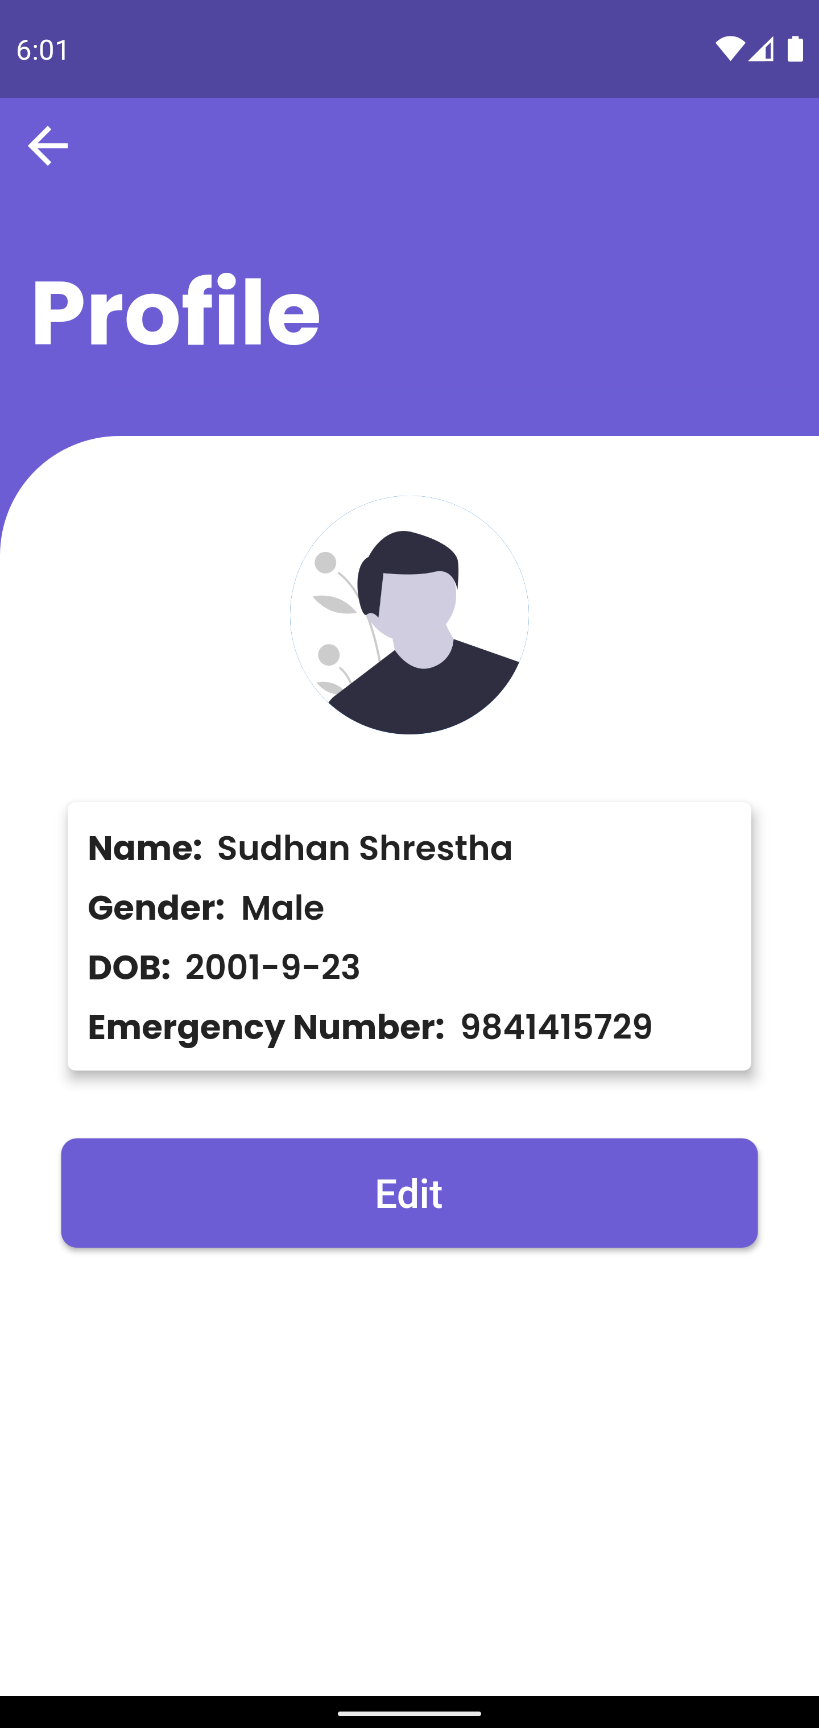 6:01
Profile
Name: Sudhan Shrestha
Gender: Male
DOB: 2001-9-23
Emergency Number: 9841415729
Edit